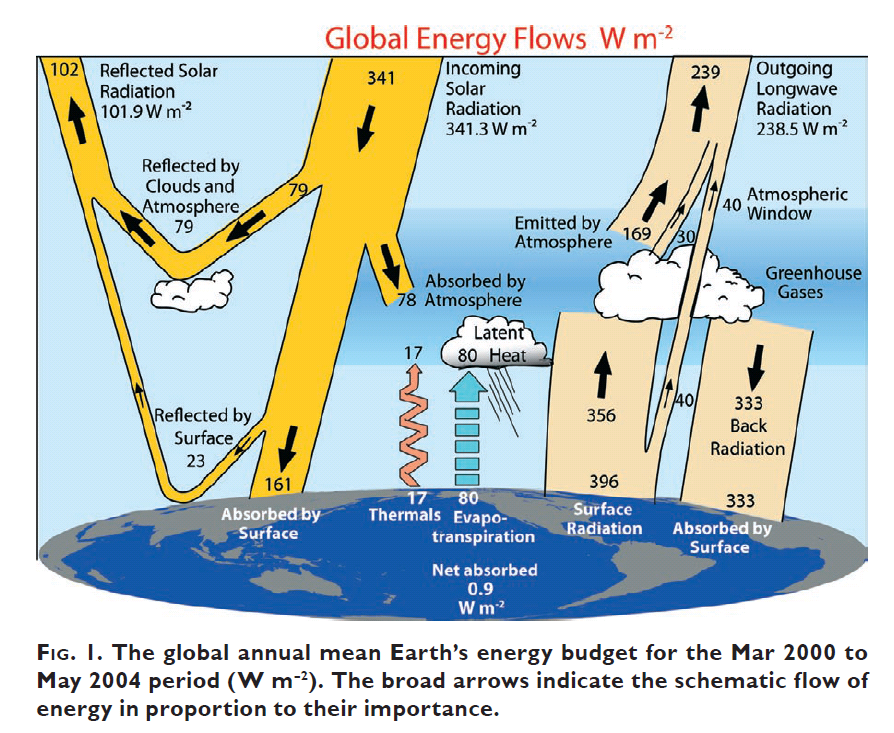 Global Energy Flows W m-2
102
Reflected Solar
Radiation
101.9 W m-2
341
Incoming
Solar
Radiation
341.3 W m-2
239
Outgoing
Longwave
Radiation
238.5 W m-2
Reflected by
Clouds and
Atmosphere
79
79
Emitted by
Atmosphere
169
30
40
Atmospheric
Window
Greenhouse
Gases
Absorbed by
78 Atmosphere
17
Latent
80 Heat
Reflected by
Surface
23
356
40
333
Back
Radiation
161
Absorbed by
Surface
17
Thermals
80
Evapo-
transpiration
396
Surface
Radiation
333
Absorbed by
Surface
Net absorbed
0.9
W m-2
FIG. 1. The global annual mean Earth's energy budget for the Mar 2000 to
May 2004 period (W m-2). The broad arrows indicate the schematic flow of
energy in proportion to their importance.